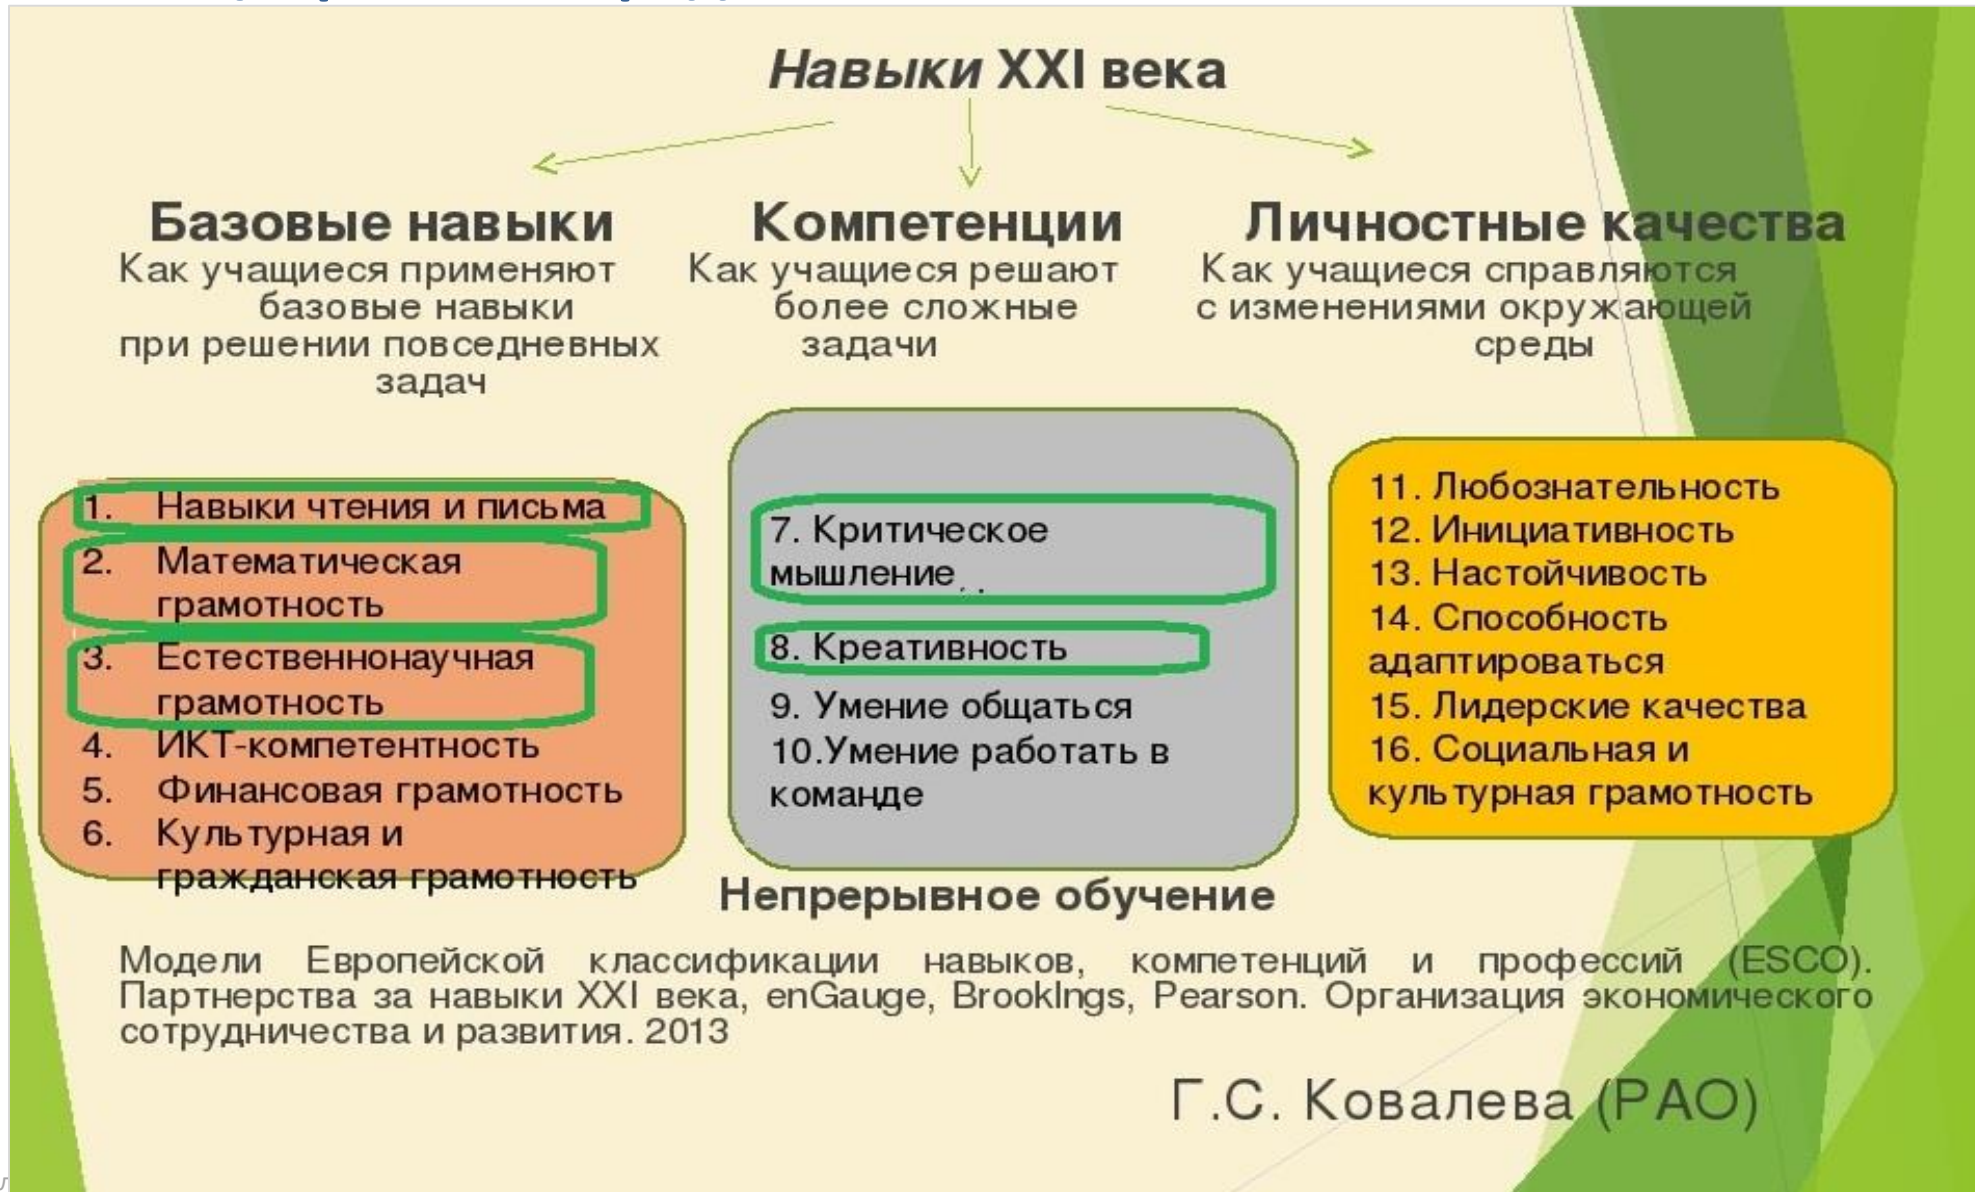 Навыки XXI века
Базовые навыки
Как учащиеся применяют
базовые навыки
при решении повседневных
задач
Компетенции
Как учащиеся решают
более сложные
задачи
Личностные качества
Как учащиеся справляются
с изменениями окружающей
среды
1. Навыки чтения и письма
2. Математическая
грамотность
3. Естественнонаучная
грамотность
4. ИКТ-компетентность
5. Финансовая грамотность
6. Культурная и
гражданская грамотность
7. Критическое
мышление
8. Креативность
9. Умение общаться
10.Умение работать в
команде
11. Любознательность
12. Инициативность
13. Настойчивость
14. Способность
адаптироваться
15. Лидерские качества
16. Социальная и
культурная грамотность
Непрерывное обучение
Модели Европейской классификации навыков, компетенций и профессий (ESCO).
Партнерства за навыки XXI века, enGauge, BrookIngs, Pearson. Организация экономического
сотрудничества и развития. 2013
Г.С. Ковалева (РАО)